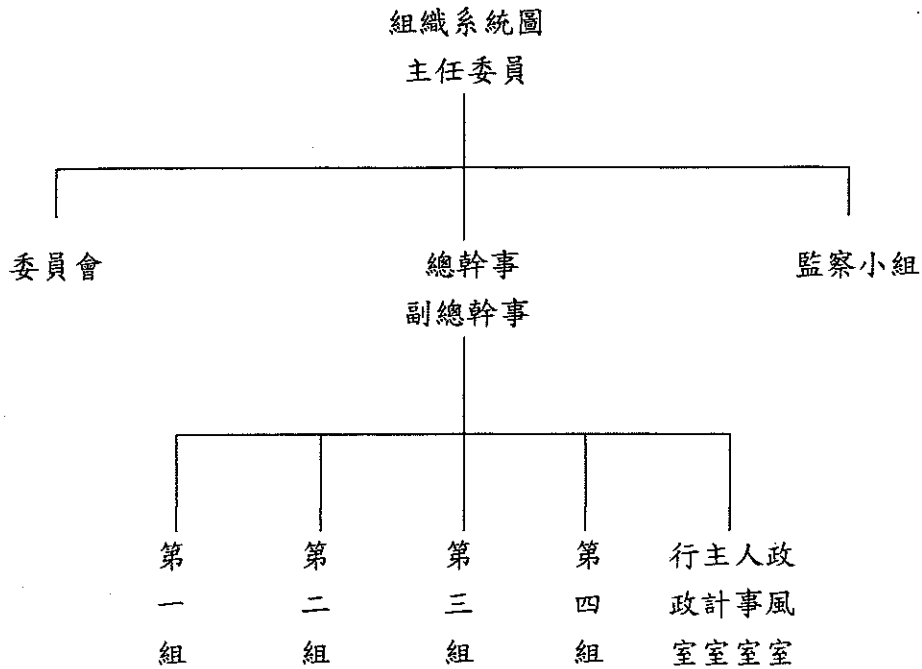 組織系統圖
主任委員
委員會
總幹事
副總幹事
監察小組
第一組
第二組
第三組
第四組
行政室
主計室
人事室
政風室